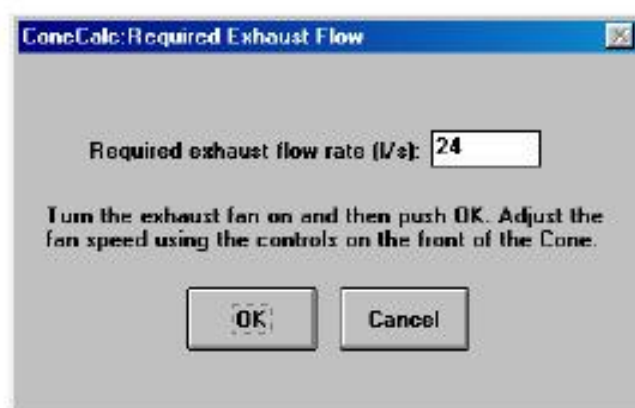 ConeCalc:Required Exhaust Flow
Required exhaust flow rate (l/s): 24
Turn the exhaust fan on and then push OK. Adjust the
fan speed using the controls on the front of the Cone.
OK Cancel